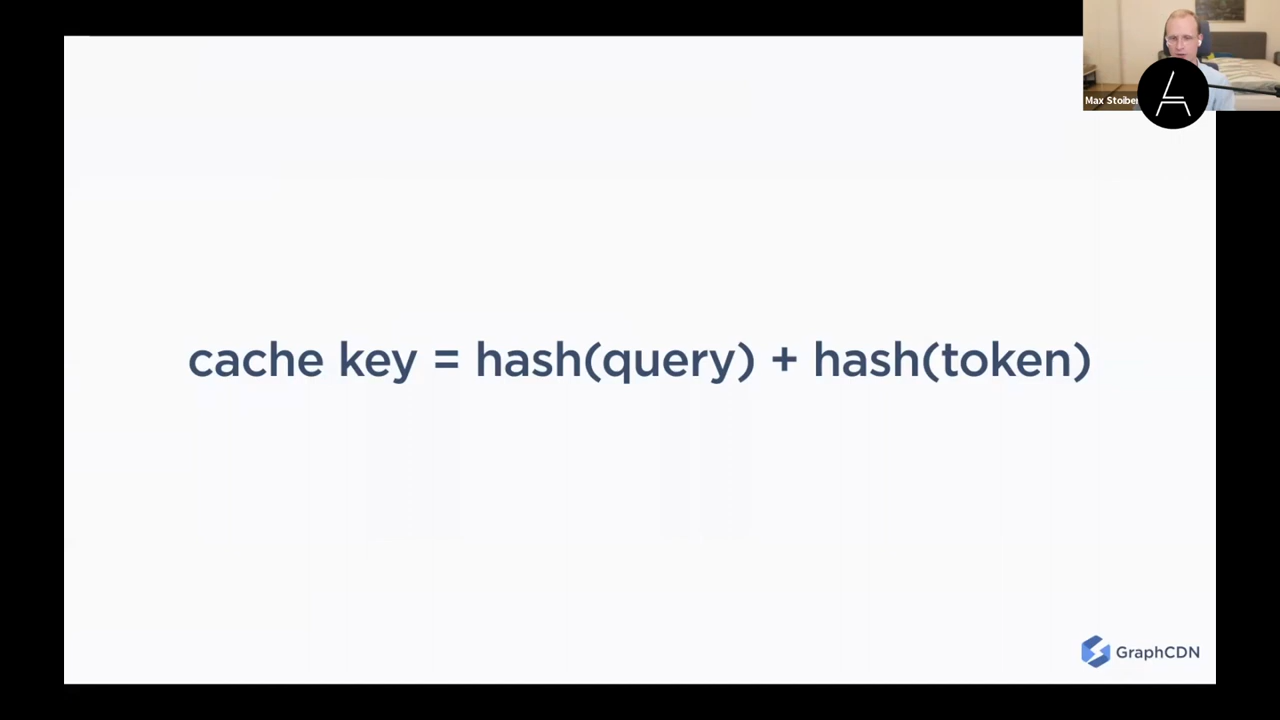 Max Stoiber
cache key = hash(query) + hash(token)
GraphCDN